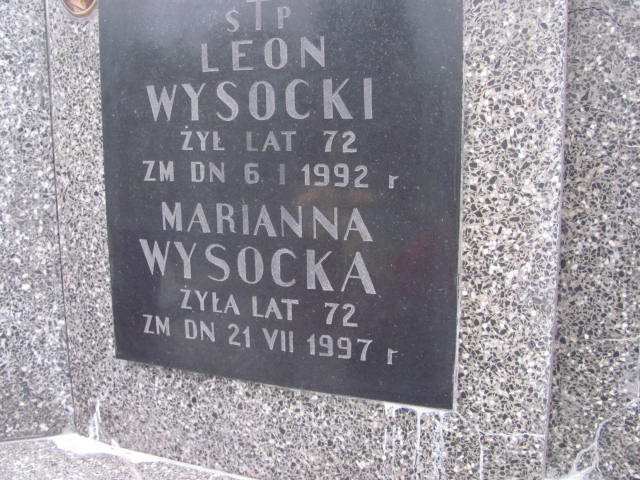 S†P
LEON
WYSOCKI
ŻYŁ LAT 72
ZM DN 6 I 1992 r
MARIANNA
WYSOCKA
ŻYŁA LAT 72
ZM DN 21 VII 1997 r